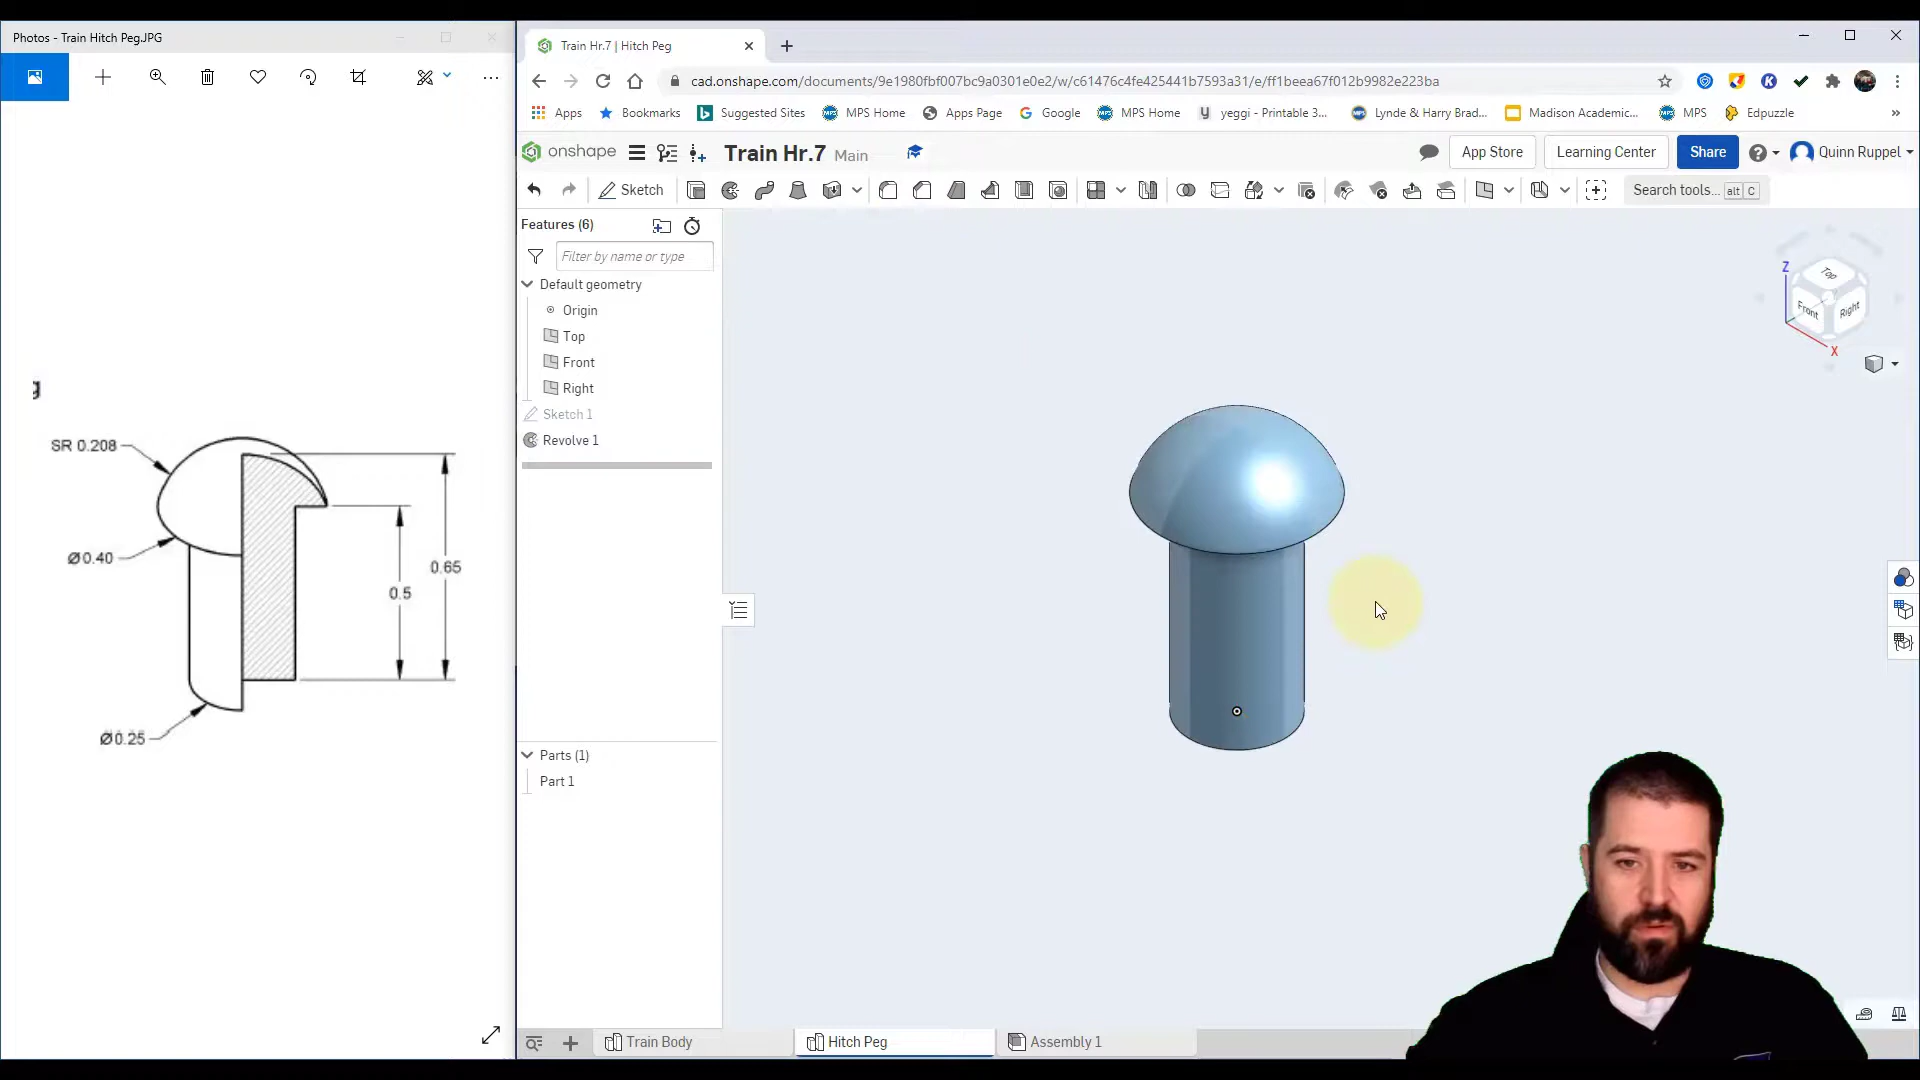 Photos - Train Hitch Peg.JPG
g
SR 0.208
Ø0.40
0.65
0.5
Ø0.25
Train Hr.7 | Hitch Peg
cad.onshape.com/documents/9e1980fbf007bc9a0301e0e2/w/c61476c4fe425441b7593a31/e/ff1beea67f012b9982e223ba
Apps
Bookmarks
Suggested Sites
MPS Home
Apps Page
Google
MPS Home
yeggi - Printable 3...
Lynde & Harry Brad...
Madison Academic...
MPS
Edpuzzle
onshape
Train Hr.7 Main
App Store
Learning Center
Share
Quinn Ruppel
Sketch
Search tools... alt C
Features (6)
Filter by name or type
Default geometry
Origin
Top
Front
Right
Sketch 1
Revolve 1
Parts (1)
Part 1
Z
Top
Front
Right
X
Train Body
Hitch Peg
Assembly 1